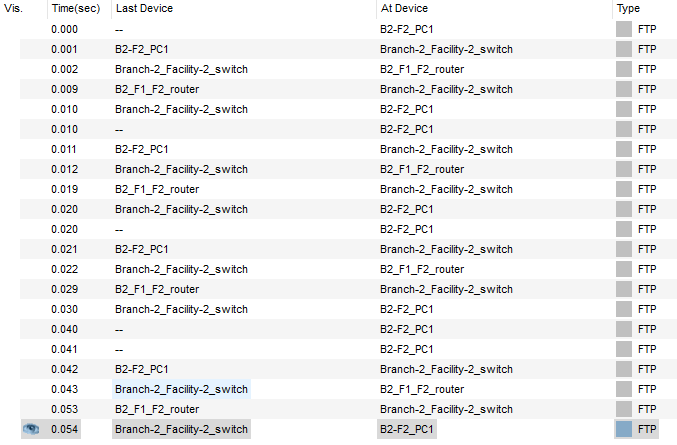 Vis. Time(sec) Last Device At Device Type
0.000 -- B2-F2_PC1 FTP
0.001 B2-F2_PC1 Branch-2_Facility-2_switch FTP
0.002 Branch-2_Facility-2_switch B2_F1_F2_router FTP
0.009 B2_F1_F2_router Branch-2_Facility-2_switch FTP
0.010 Branch-2_Facility-2_switch B2-F2_PC1 FTP
0.010 -- B2-F2_PC1 FTP
0.011 B2-F2_PC1 Branch-2_Facility-2_switch FTP
0.012 Branch-2_Facility-2_switch B2_F1_F2_router FTP
0.019 B2_F1_F2_router Branch-2_Facility-2_switch FTP
0.020 Branch-2_Facility-2_switch B2-F2_PC1 FTP
0.020 -- B2-F2_PC1 FTP
0.021 B2-F2_PC1 Branch-2_Facility-2_switch FTP
0.022 Branch-2_Facility-2_switch B2_F1_F2_router FTP
0.029 B2_F1_F2_router Branch-2_Facility-2_switch FTP
0.030 Branch-2_Facility-2_switch B2-F2_PC1 FTP
0.040 -- B2-F2_PC1 FTP
0.041 -- B2-F2_PC1 FTP
0.042 B2-F2_PC1 Branch-2_Facility-2_switch FTP
0.043 Branch-2_Facility-2_switch B2_F1_F2_router FTP
0.053 B2_F1_F2_router Branch-2_Facility-2_switch FTP
0.054 Branch-2_Facility-2_switch B2-F2_PC1 FTP